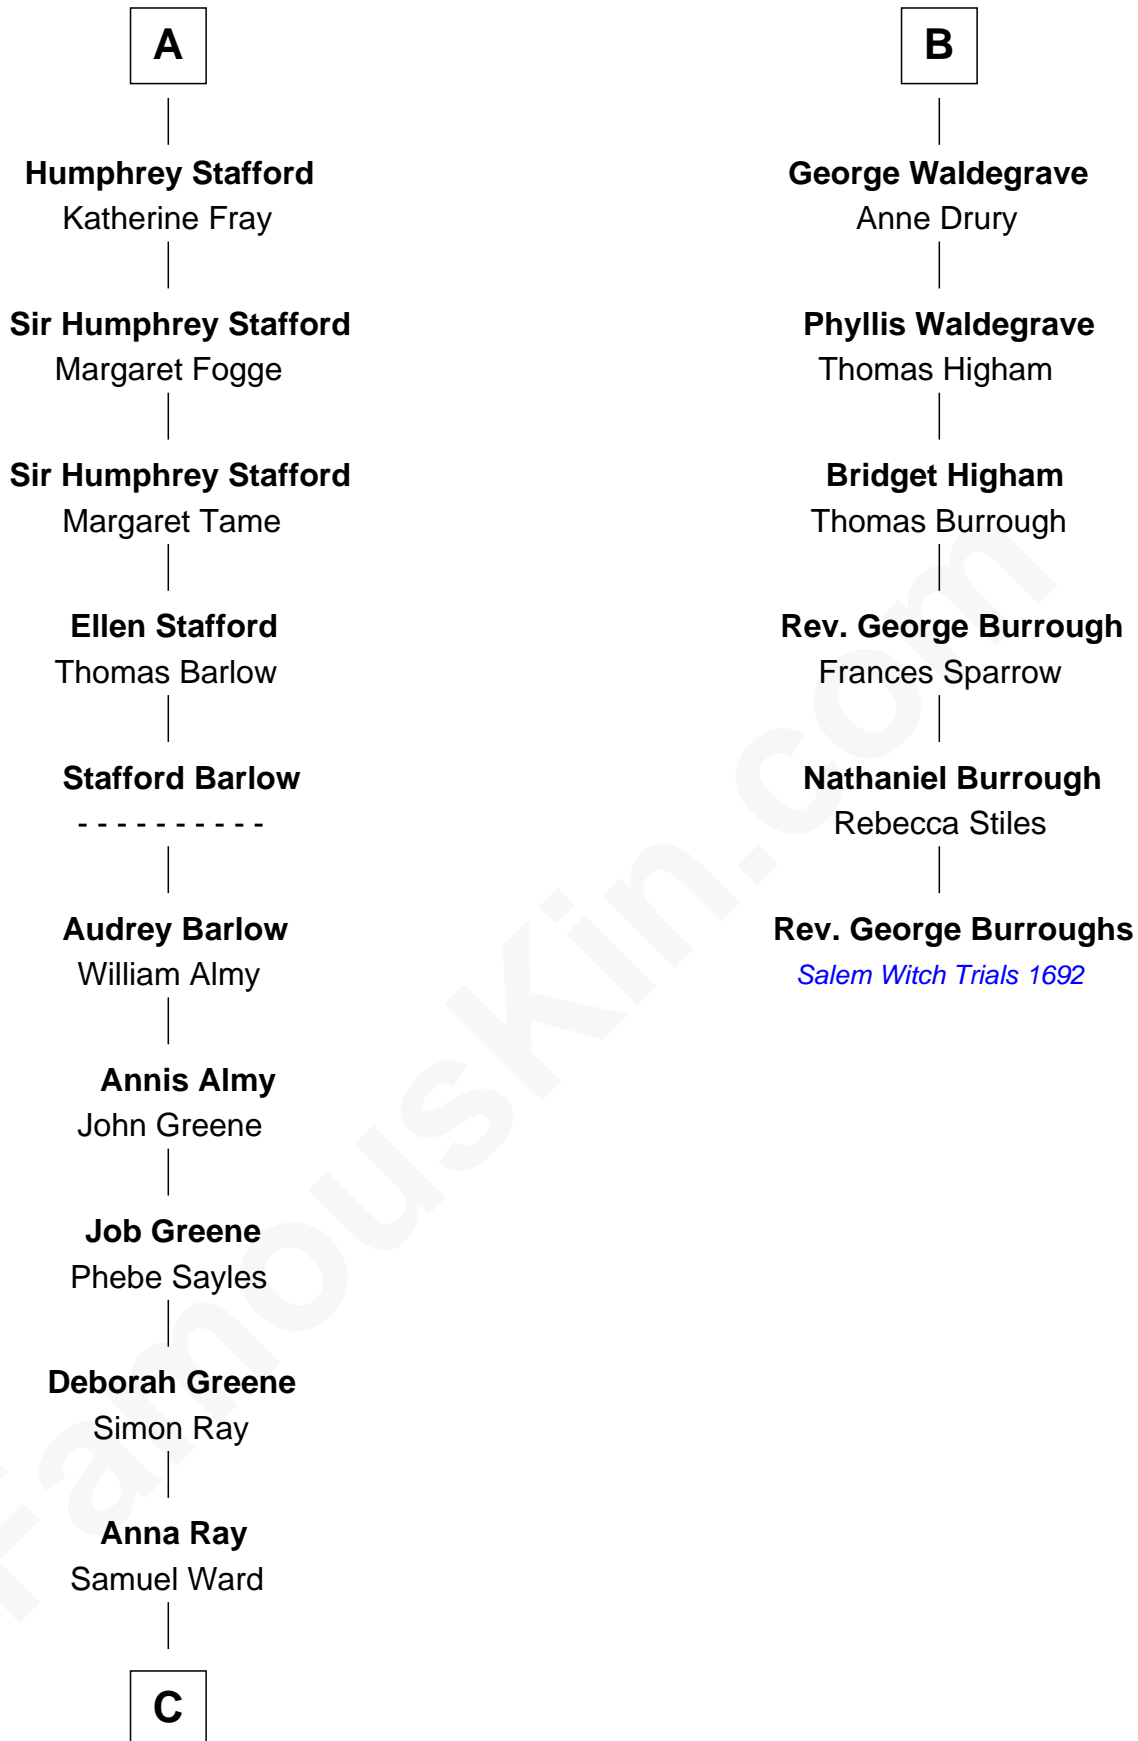 A
Humphrey Stafford
Katherine Fray
Sir Humphrey Stafford
Margaret Fogge
Sir Humphrey Stafford
Margaret Tame
Ellen Stafford
Thomas Barlow
Stafford Barlow
- - - - - - - - - -
Audrey Barlow
William Almy
Annis Almy
John Greene
Job Greene
Phebe Sayles
Deborah Greene
Simon Ray
Anna Ray
Samuel Ward
C
B
George Waldegrave
Anne Drury
Phyllis Waldegrave
Thomas Higham
Bridget Higham
Thomas Burrough
Rev. George Burrough
Frances Sparrow
Nathaniel Burrough
Rebecca Stiles
Rev. George Burroughs
Salem Witch Trials 1692
FamousKin.com